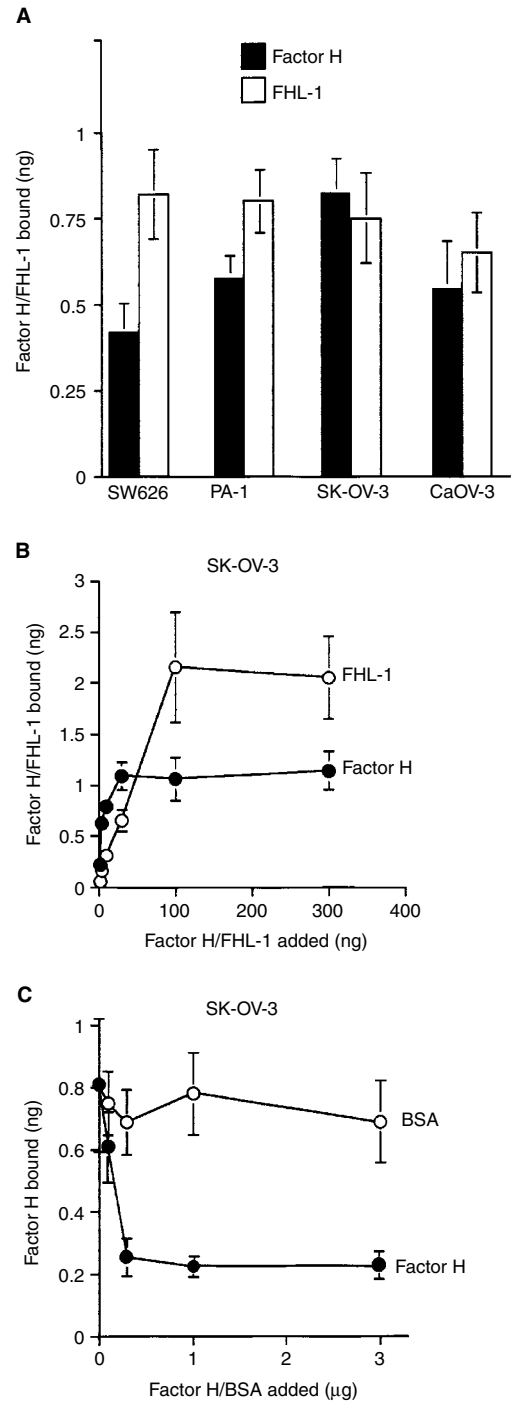 A
Factor H
FHL-1
Factor H/FHL-1 bound (ng)
1
0.75
0.5
0.25
0
SW626 PA-1 SK-OV-3 CaOV-3
B
SK-OV-3
Factor H/FHL-1 bound (ng)
3
2.5
2
1.5
1
0.5
0
FHL-1
Factor H
0 100 200 300 400
Factor H/FHL-1 added (ng)
C
SK-OV-3
Factor H bound (ng)
1
0.8
0.6
0.4
0.2
0
BSA
Factor H
0 1 2 3
Factor H/BSA added (μg)